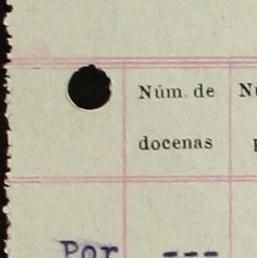 Núm. de
docenas
Por ---